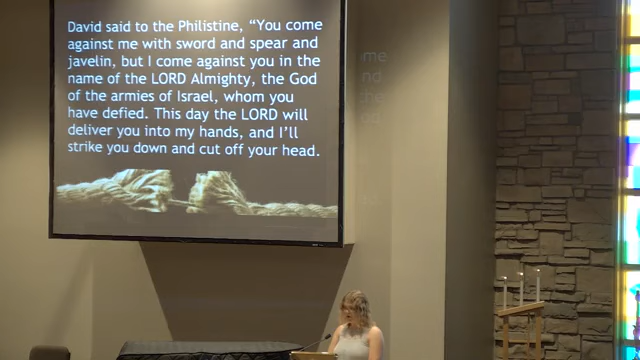 David said to the Philistine, “You come
against me with sword and spear and
javelin, but I come against you in the
name of the LORD Almighty, the God
of the armies of Israel, whom you
have defied. This day the LORD will
deliver you into my hands, and I’ll
strike you down and cut off your head.